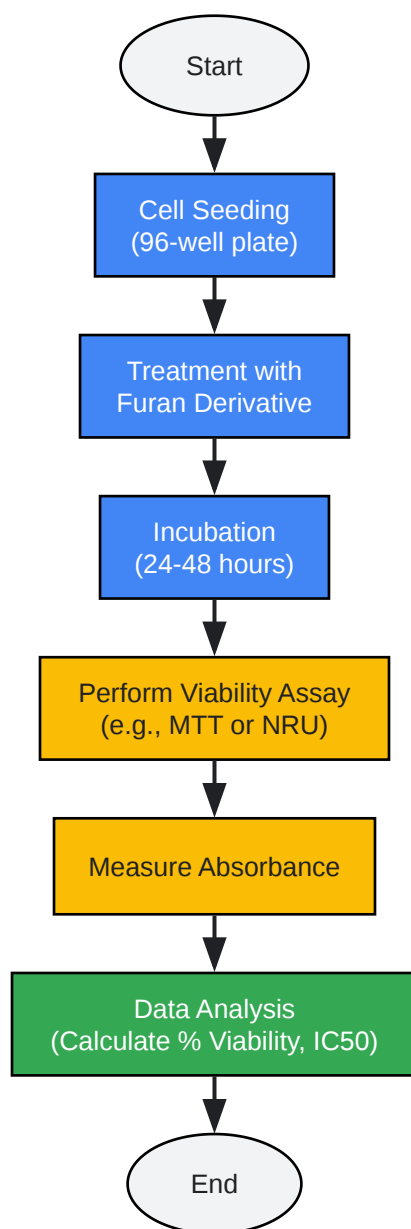 Start
Cell Seeding
(96-well plate)
Treatment with
Furan Derivative
Incubation
(24-48 hours)
Perform Viability Assay
(e.g., MTT or NRU)
Measure Absorbance
Data Analysis
(Calculate % Viability, IC50)
End